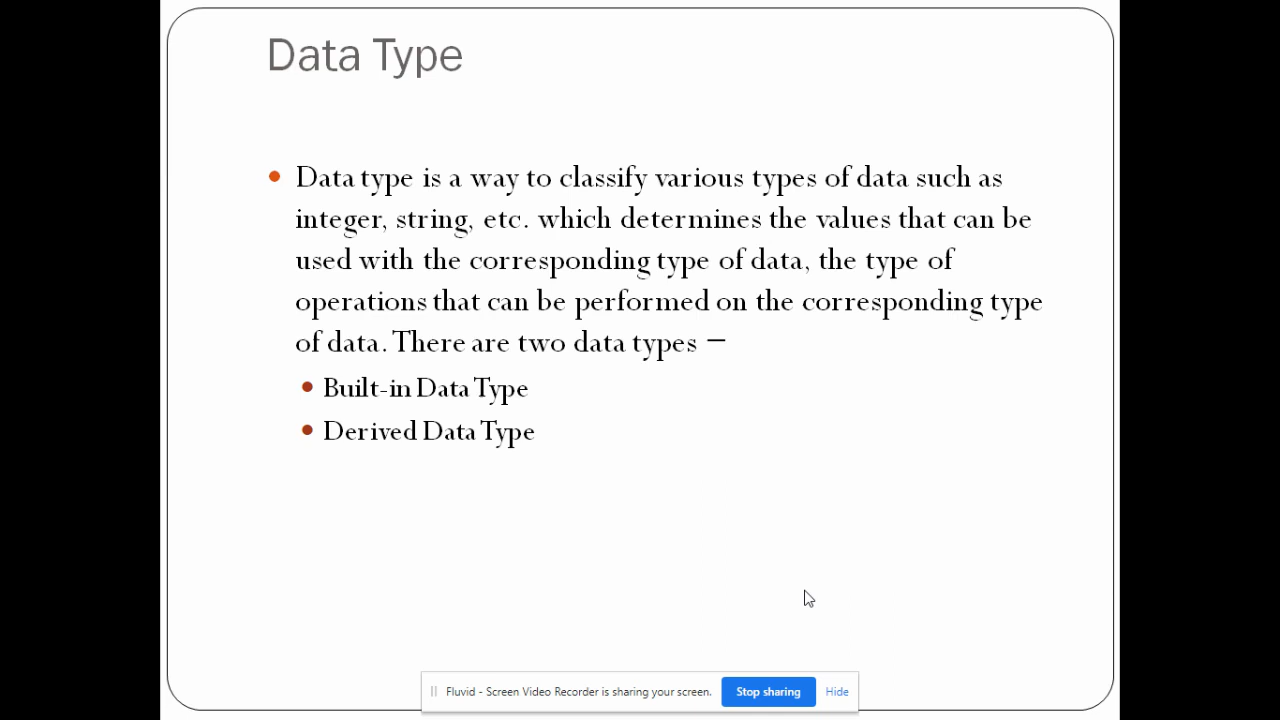 Data Type
Data type is a way to classify various types of data such as
integer, string, etc. which determines the values that can be
used with the corresponding type of data, the type of
operations that can be performed on the corresponding type
of data. There are two data types −
Built-in Data Type
Derived Data Type
Fluvid - Screen Video Recorder is sharing your screen. Stop sharing Hide